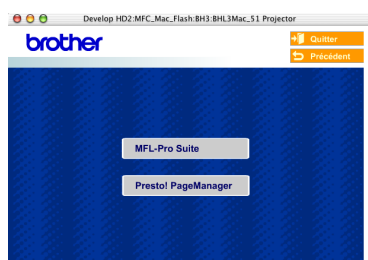 Develop HD2:MFC_Mac_Flash:BH3:BHL3Mac_51 Projector
brother
Quitter
Précédent
MFL-Pro Suite
Presto! PageManager